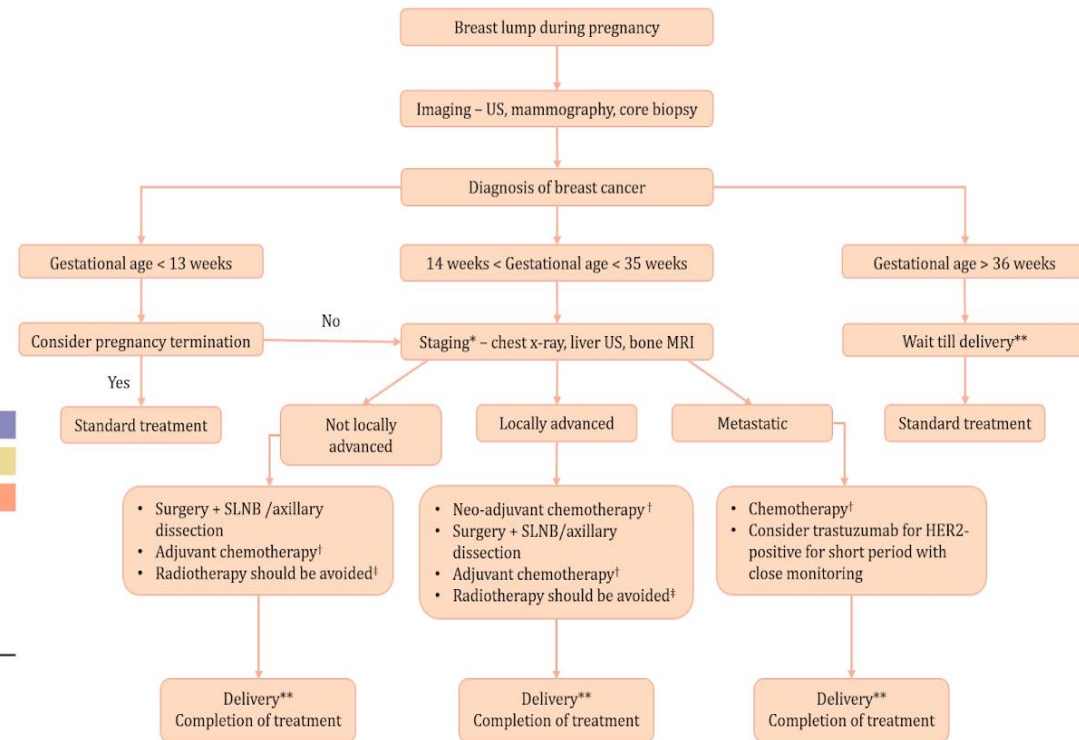 Breast lump during pregnancy
Imaging – US, mammography, core biopsy
Diagnosis of breast cancer
Gestational age < 13 weeks
14 weeks < Gestational age < 35 weeks
Gestational age > 36 weeks
No
Consider pregnancy termination
Staging* – chest x-ray, liver US, bone MRI
Wait till delivery**
Yes
Standard treatment
Not locally
advanced
Locally advanced
Metastatic
Standard treatment
• Surgery + SLNB /axillary
dissection
• Adjuvant chemotherapy†
• Radiotherapy should be avoided‡
• Neo-adjuvant chemotherapy †
• Surgery + SLNB/axillary
dissection
• Adjuvant chemotherapy†
• Radiotherapy should be avoided‡
• Chemotherapy†
• Consider trastuzumab for HER2-
positive for short period with
close monitoring
Delivery**
Completion of treatment
Delivery**
Completion of treatment
Delivery**
Completion of treatment